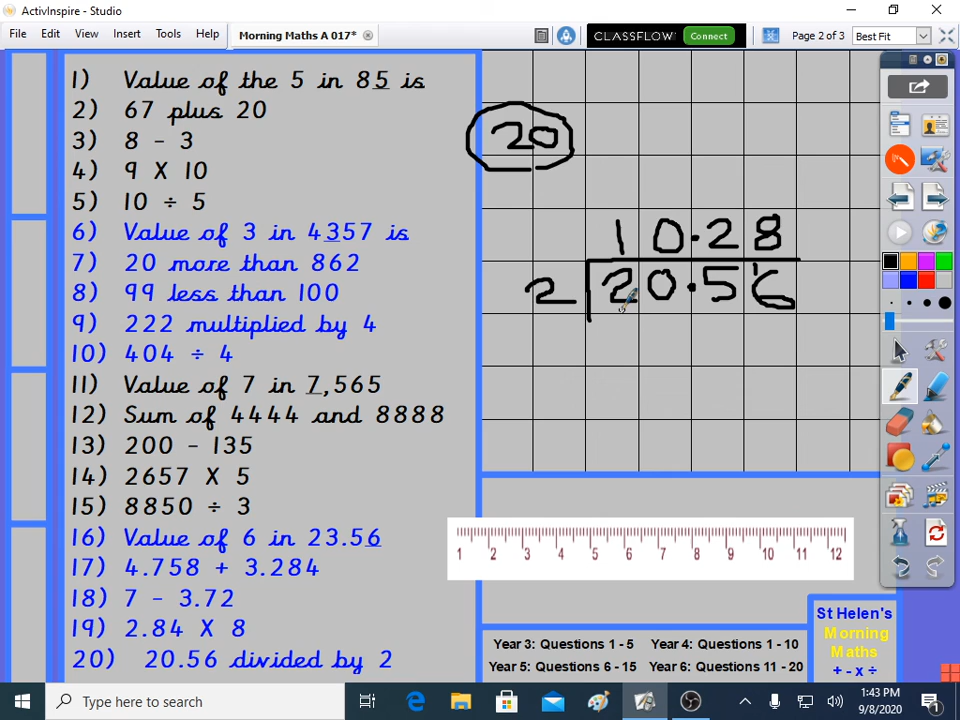 ActivInspire - Studio
File Edit View Insert Tools Help Morning Maths A 017* CLASSFLOW Connect Page 2 of 3 Best Fit
1) Value of the 5 in 85 is
2) 67 plus 20
3) 8 - 3
4) 9 X 10
5) 10 ÷ 5
6) Value of 3 in 4357 is
7) 20 more than 862
8) 99 less than 100
9) 222 multiplied by 4
10) 404 ÷ 4
11) Value of 7 in 7,565
12) Sum of 4444 and 8888
13) 200 - 135
14) 2657 X 5
15) 8850 ÷ 3
16) Value of 6 in 23.56
17) 4.758 + 3.284
18) 7 - 3.72
19) 2.84 X 8
20) 20.56 divided by 2
20
10.28
2 20.56
1 2 3 4 5 6 7 8 9 10 11 12
Year 3: Questions 1 - 5 Year 4: Questions 1 - 10
Year 5: Questions 6 - 15 Year 6: Questions 11 - 20
St Helen's
Morning
Maths
+ - x ÷
Type here to search
1:43 PM
9/8/2020
1